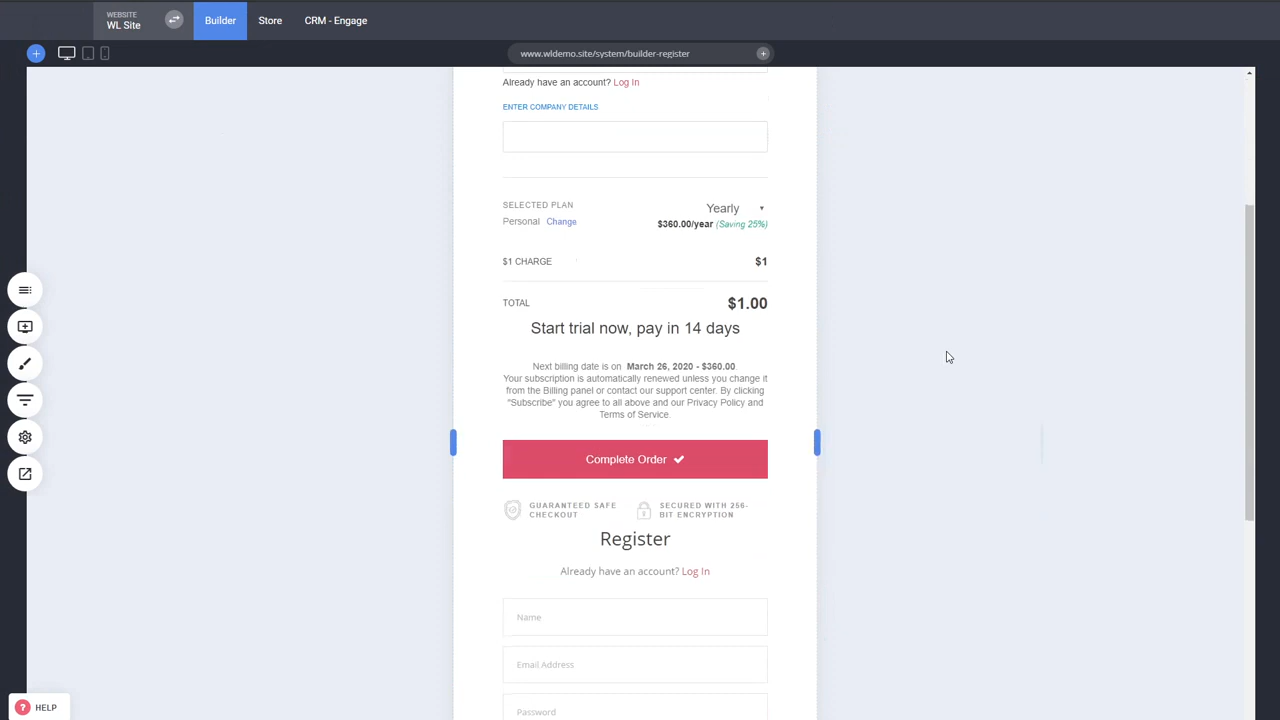 WEBSITE
WL Site
Builder
Store
CRM - Engage
www.wldemo.site/system/builder-register
Already have an account? Log In
ENTER COMPANY DETAILS
SELECTED PLAN
Yearly
Personal Change
$360.00/year (Saving 25%)
$1 CHARGE
$1
TOTAL
$1.00
Start trial now, pay in 14 days
Next billing date is on March 26, 2020 - $360.00.
Your subscription is automatically renewed unless you change it
from the Billing panel or contact our support center. By clicking
"Subscribe" you agree to all above and our Privacy Policy and
Terms of Service.
Complete Order
GUARANTEED SAFE
CHECKOUT
SECURED WITH 256-
BIT ENCRYPTION
Register
Already have an account? Log In
Name
Email Address
Password
HELP